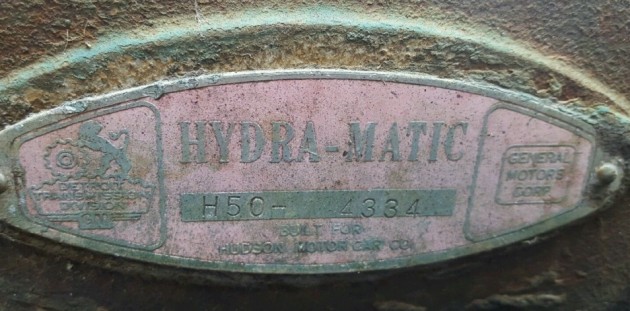 HYDRA-MATIC
DETROIT
TRANSMISSION
DIVISION
GM
H50- 4334
BUILT FOR
HUDSON MOTOR CAR CO.
GENERAL
MOTORS
CORP.